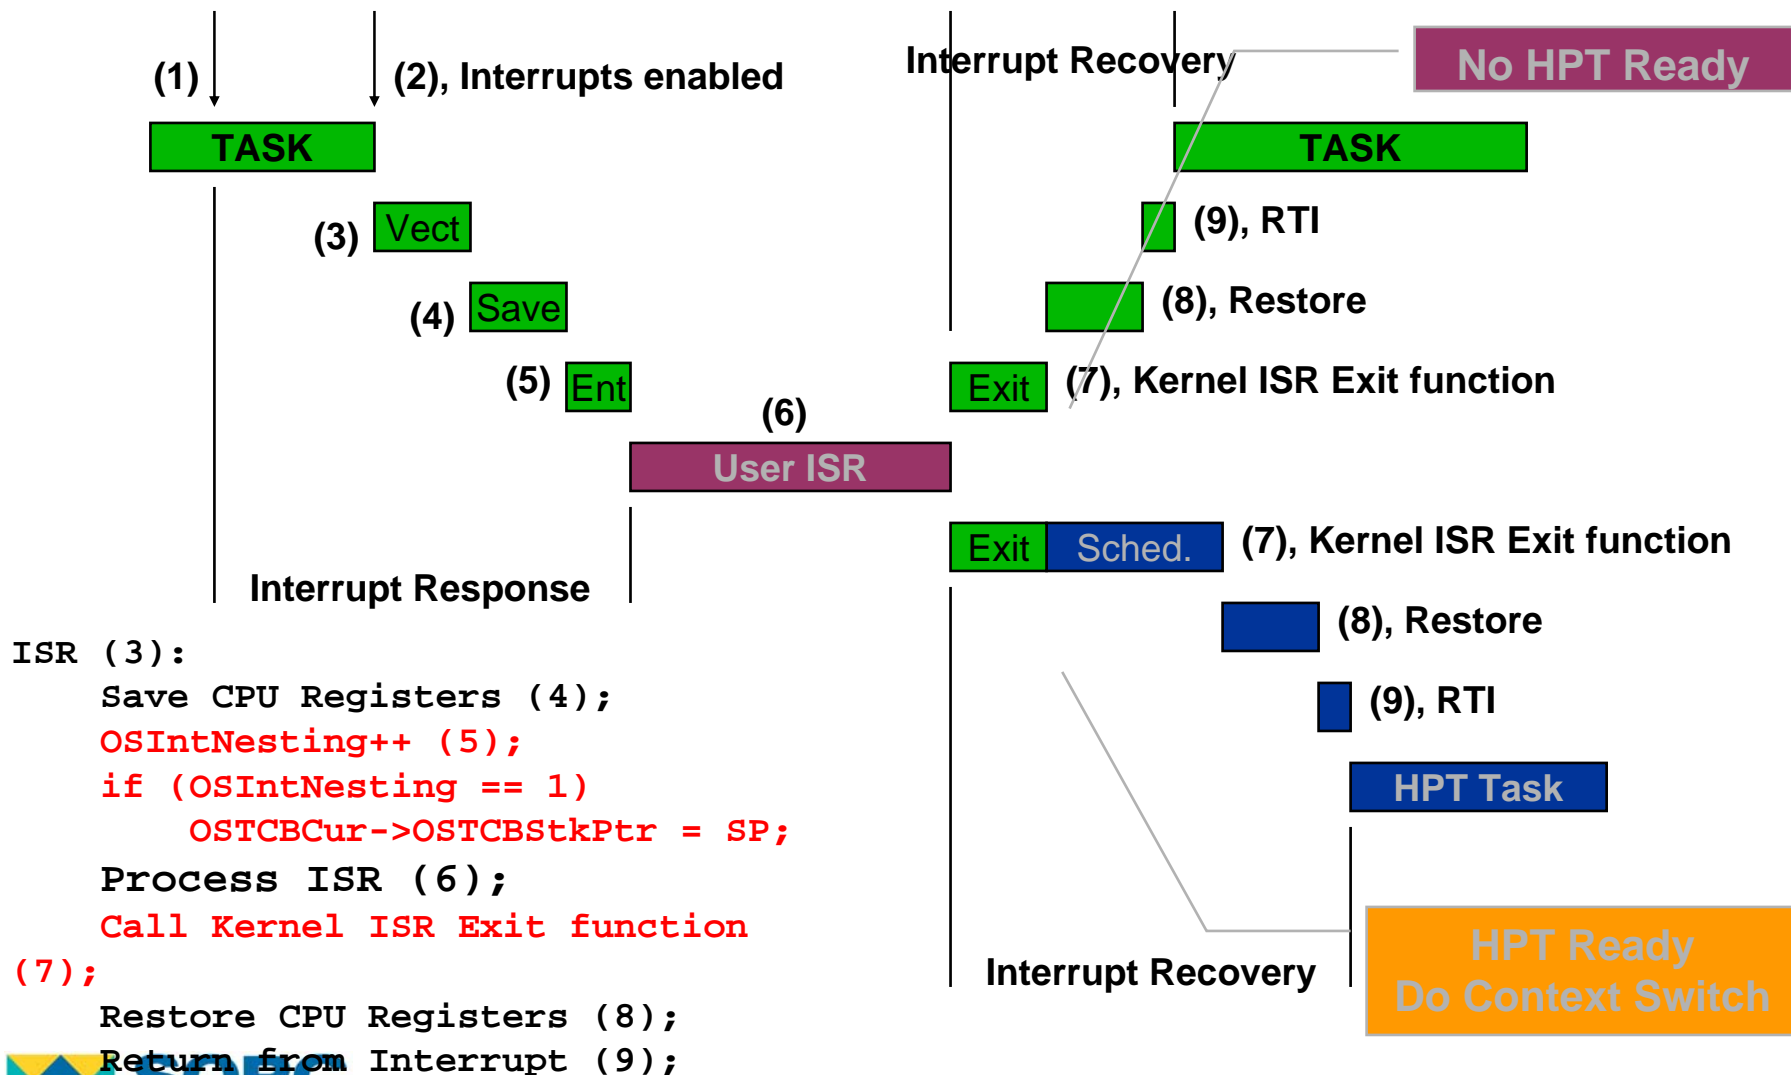 (1)
(2), Interrupts enabled
Interrupt Recovery
No HPT Ready
TASK
TASK
(3)
Vect
(9), RTI
(4)
Save
(8), Restore
(5)
Ent
Exit
(7), Kernel ISR Exit function
(6)
User ISR
Exit
Sched.
(7), Kernel ISR Exit function
Interrupt Response
(8), Restore
(9), RTI
HPT Task
Interrupt Recovery
HPT Ready
Do Context Switch
ISR (3):
Save CPU Registers (4);
OSIntNesting++ (5);
if (OSIntNesting == 1)
OSTCBCur->OSTCBStkPtr = SP;
Process ISR (6);
Call Kernel ISR Exit function
(7);
Restore CPU Registers (8);
Return from Interrupt (9);